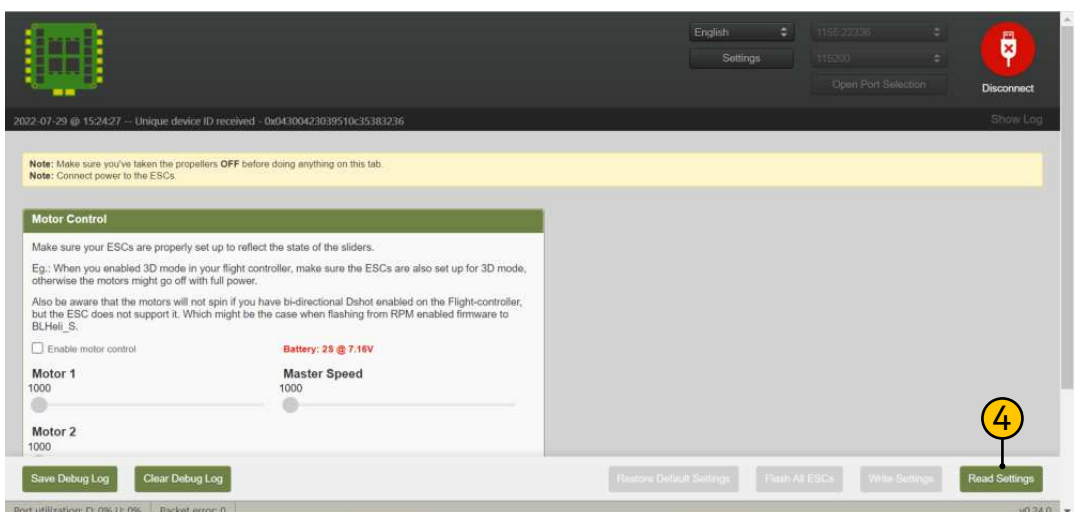 English
1155:22336
Settings
115200
Open Port Selection
Disconnect
2022-07-29 @ 15:24:27 -- Unique device ID received - 0x04300423039510c35383236
Show Log
Note: Make sure you've taken the propellers OFF before doing anything on this tab.
Note: Connect power to the ESCs
Motor Control
Make sure your ESCs are properly set up to reflect the state of the sliders.
Eg.: When you enabled 3D mode in your flight controller, make sure the ESCs are also set up for 3D mode,
otherwise the motors might go off with full power.
Also be aware that the motors will not spin if you have bi-directional Dshot enabled on the Flight-controller,
but the ESC does not support it. Which might be the case when flashing from RPM enabled firmware to
BLHeli_S.
Enable motor control
Battery: 2S @ 7.16V
Motor 1
Master Speed
1000
1000
Motor 2
1000
4
Save Debug Log
Clear Debug Log
Restore Default Settings
Flash All ESCs
Write Settings
Read Settings
Port utilization: D: 0% U: 0%
Packet error: 0
v0.24.0